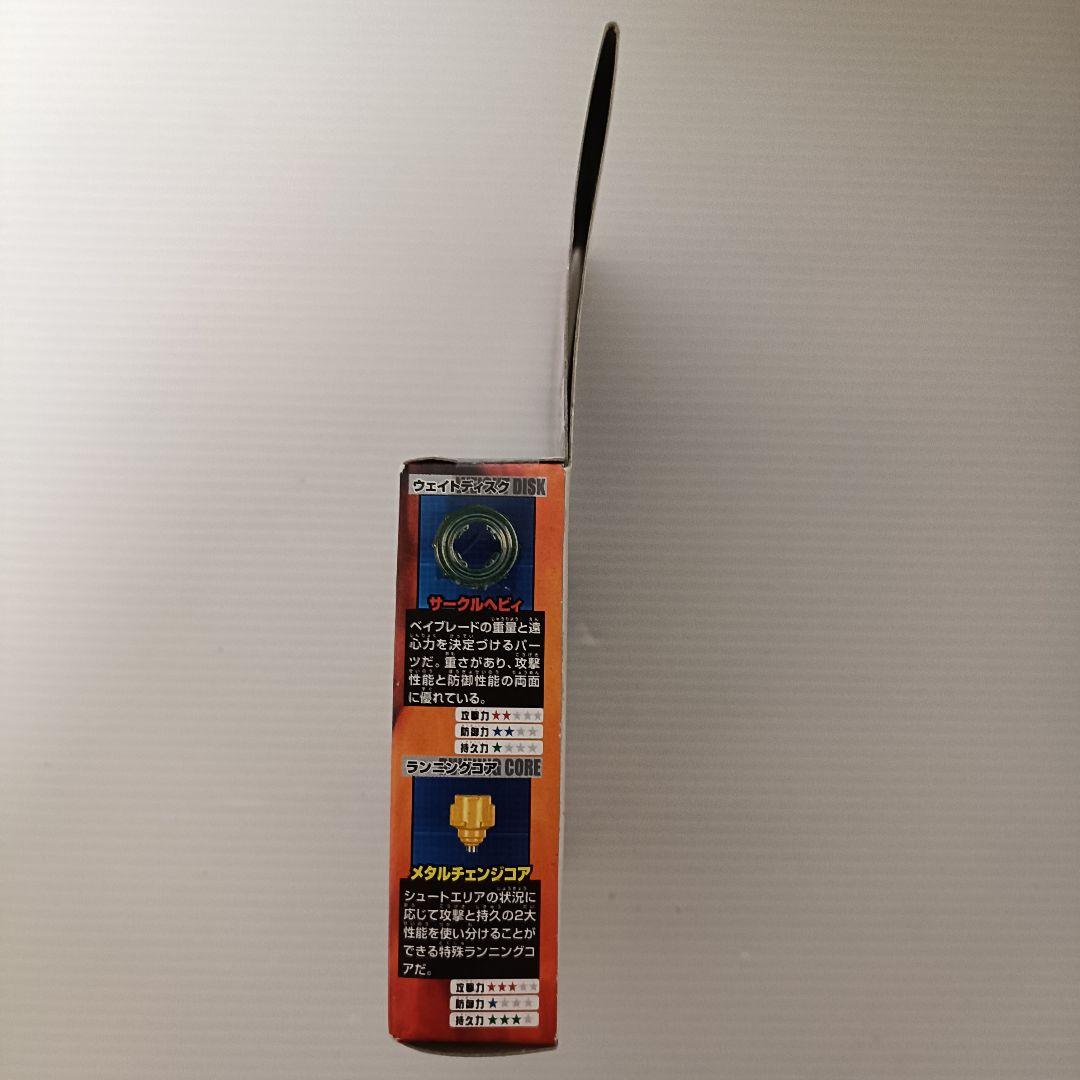 ウェイトディスク DISK
サークルヘビィ
ベイブレードの重量と遠
心力を決定づけるパー
ツだ。重さがあり、攻撃
性能と防御性能の両面
に優れている。
攻撃力★★★★★
防御力★★★★
持久力★★★★
ランニングコア CORE
メタルチェンジコア
シュートエリアの状況に
応じて攻撃と持久の2大
性能を使い分けることが
できる特殊ランニングコ
アだ。
攻撃力★★★★★
防御力★★★★
持久力★★★★